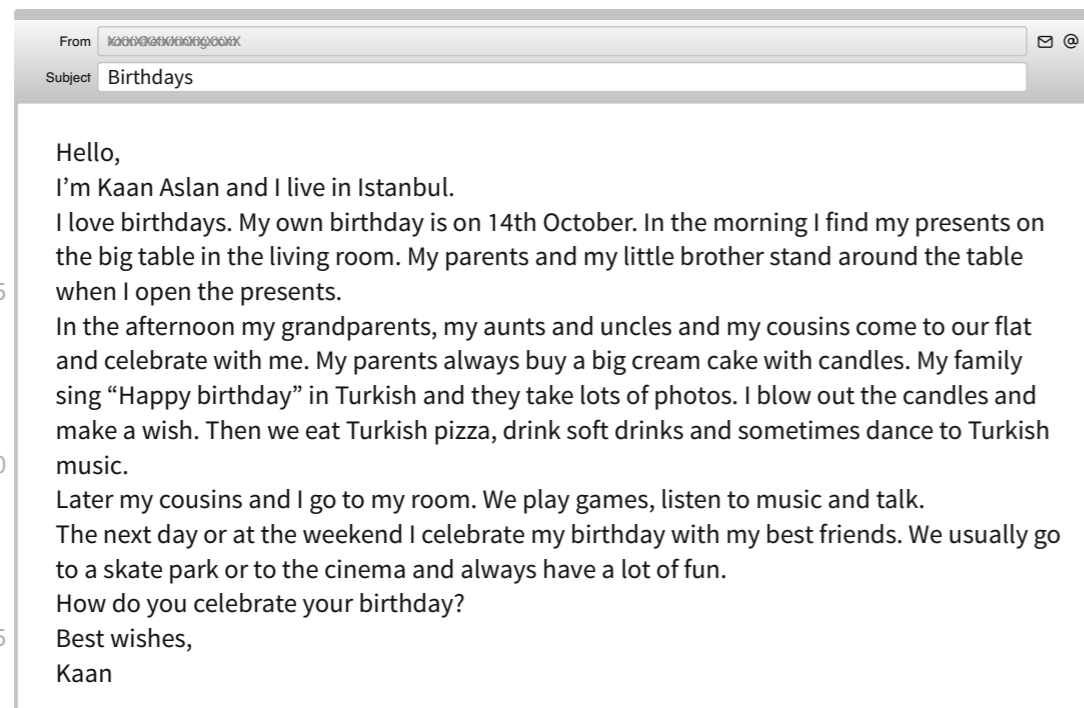 From
Subject Birthdays
Hello,
I’m Kaan Aslan and I live in Istanbul.
I love birthdays. My own birthday is on 14th October. In the morning I find my presents on
the big table in the living room. My parents and my little brother stand around the table
5 when I open the presents.
In the afternoon my grandparents, my aunts and uncles and my cousins come to our flat
and celebrate with me. My parents always buy a big cream cake with candles. My family
sing “Happy birthday” in Turkish and they take lots of photos. I blow out the candles and
make a wish. Then we eat Turkish pizza, drink soft drinks and sometimes dance to Turkish
0 music.
Later my cousins and I go to my room. We play games, listen to music and talk.
The next day or at the weekend I celebrate my birthday with my best friends. We usually go
to a skate park or to the cinema and always have a lot of fun.
How do you celebrate your birthday?
5 Best wishes,
Kaan